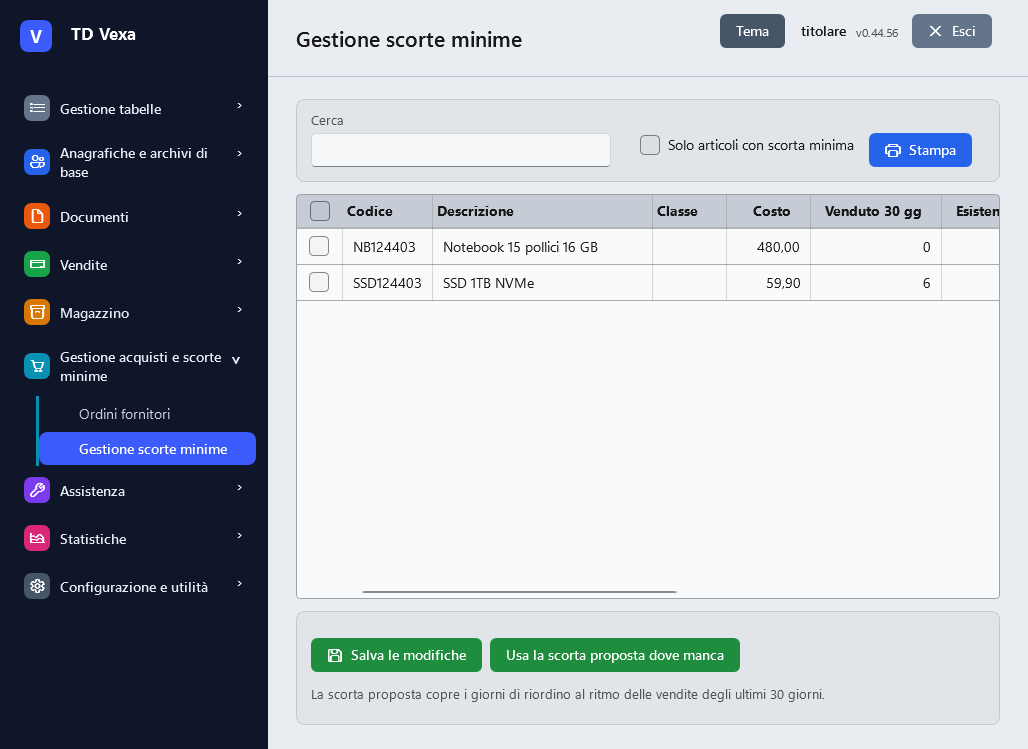 V TD Vexa
Gestione tabelle
Anagrafiche e archivi di
base
Documenti
Vendite
Magazzino
Gestione acquisti e scorte
minime
Ordini fornitori
Gestione scorte minime
Assistenza
Statistiche
Configurazione e utilità
Gestione scorte minime
Tema titolare v0.44.56 Esci
Cerca
Solo articoli con scorta minima Stampa
Codice Descrizione Classe Costo Venduto 30 gg Esisten
NB124403 Notebook 15 pollici 16 GB 480,00 0
SSD124403 SSD 1TB NVMe 59,90 6
Salva le modifiche Usa la scorta proposta dove manca
La scorta proposta copre i giorni di riordino al ritmo delle vendite degli ultimi 30 giorni.